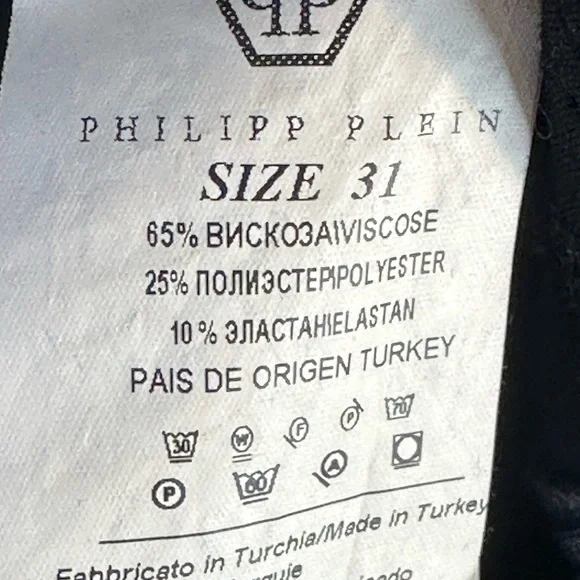 PHILIPP PLEIN
SIZE 31
65% ВИСКОЗА\VISCOSE
25% ПОЛИЭСТЕР\POLYESTER
10 % ЭЛАСТАН\ELASTAN
PAIS DE ORIGEN TURKEY
30 W F P 70
P 60 A
Fabbricato in Turchia/Made in Turkey